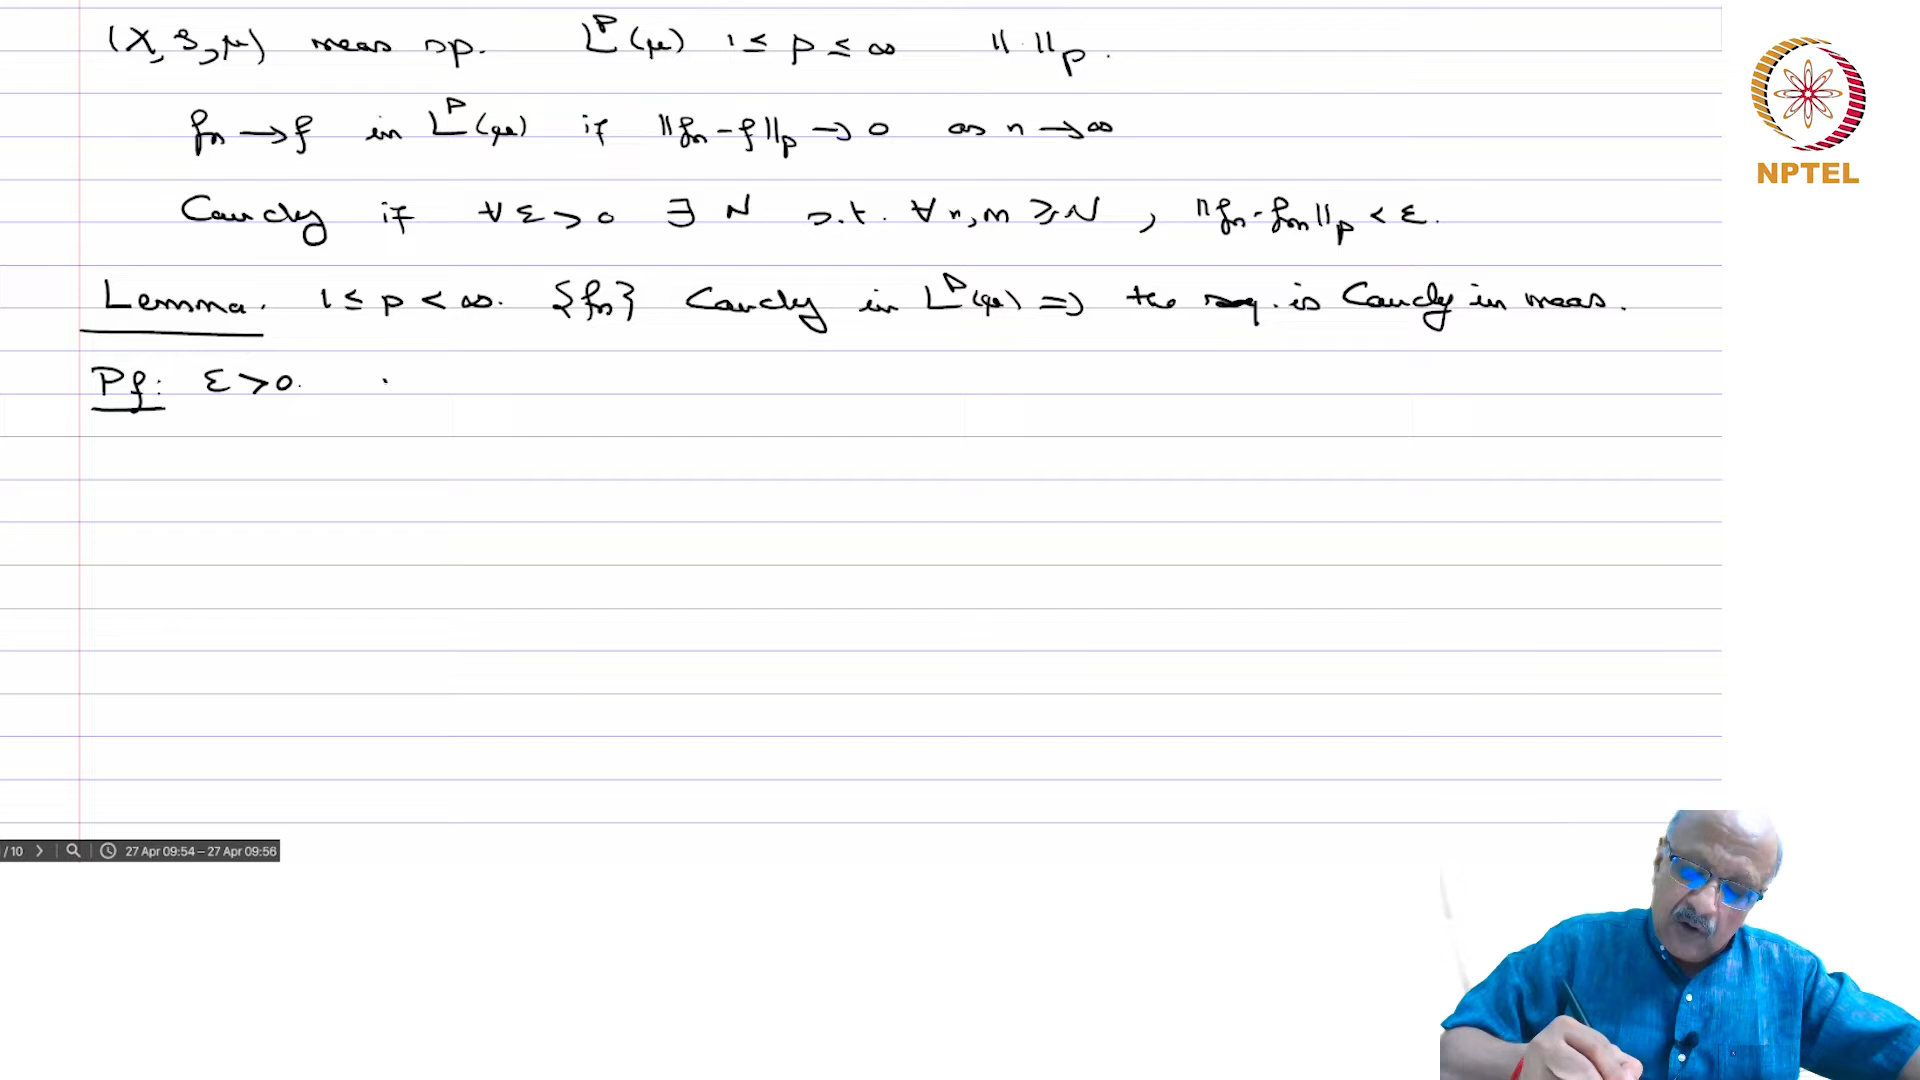 (X, S, μ) meas sp. L^p(μ) 1 ≤ p ≤ ∞ ‖·‖_p.
f_n → f in L^p(μ) if ‖f_n - f‖_p → 0 as n → ∞
Cauchy if ∀ ε > 0 ∃ N s.t. ∀ n, m ≥ N, ‖f_n - f_m‖_p < ε.
Lemma. 1 ≤ p < ∞. {f_n} Cauchy in L^p(μ) ⇒ the seq. is Cauchy in meas.
Pf: ε > 0.
NPTEL
/10 27 Apr 09:54 – 27 Apr 09:56